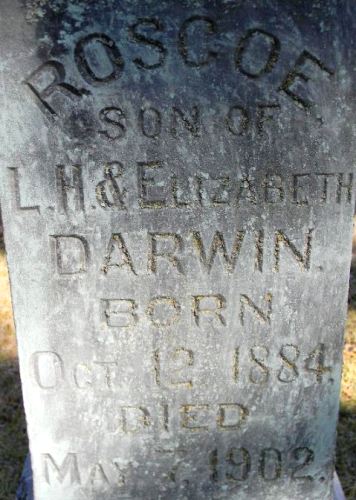 ROSCOE
SON OF
L.H. & ELIZABETH
DARWIN.
BORN
OCT. 12 1884.
DIED
MAY 7, 1902.